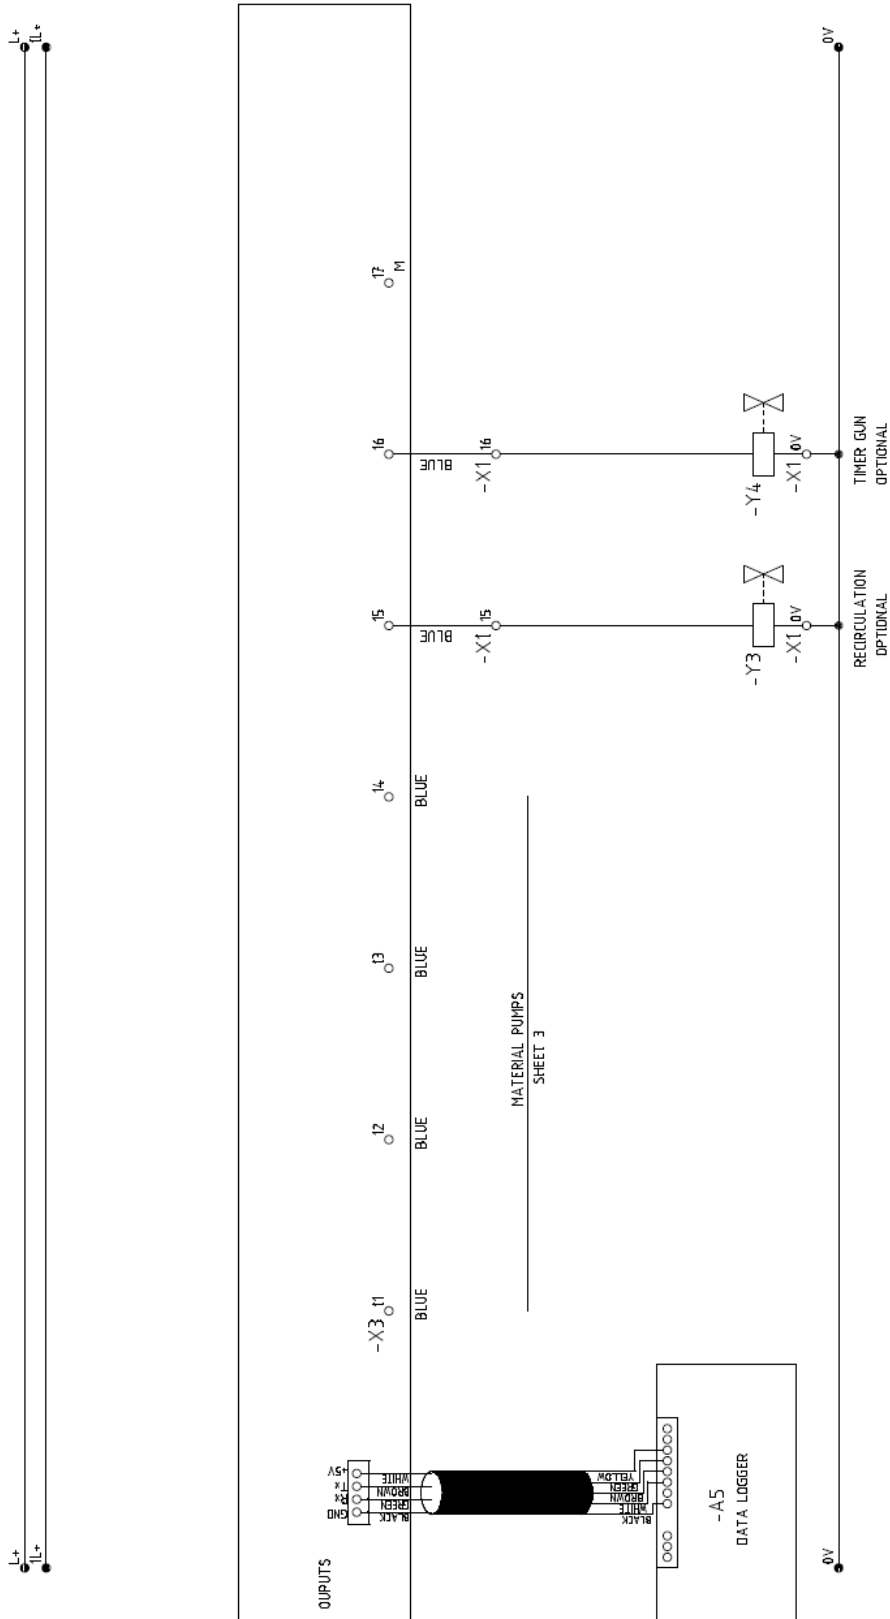 L+
L+
1L+
1L+
OUPUTS
+5V
Tx
Rx
GND
-X3 11
12
13
14
15
16
17
M
WHITE
BROWN
GREEN
BLACK
BLUE
BLUE
BLUE
BLUE
BLUE
BLUE
-X1 15
-X1 16
MATERIAL PUMPS
SHEET 3
YELLOW
GREEN
BROWN
WHITE
BLACK
-A5
DATA LOGGER
-Y3
-Y4
-X1 0V
-X1 0V
0V
0V
RECIRCULATION
OPTIONAL
TIMER GUN
OPTIONAL